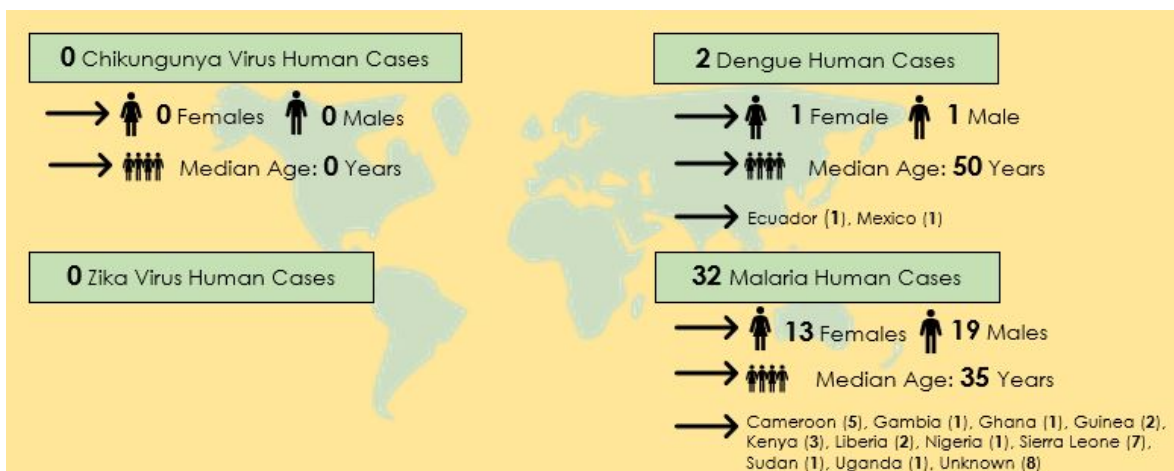 0 Chikungunya Virus Human Cases
0 Females 0 Males
Median Age: 0 Years
2 Dengue Human Cases
1 Female 1 Male
Median Age: 50 Years
Ecuador (1), Mexico (1)
0 Zika Virus Human Cases
32 Malaria Human Cases
13 Females 19 Males
Median Age: 35 Years
Cameroon (5), Gambia (1), Ghana (1), Guinea (2),
Kenya (3), Liberia (2), Nigeria (1), Sierra Leone (7),
Sudan (1), Uganda (1), Unknown (8)